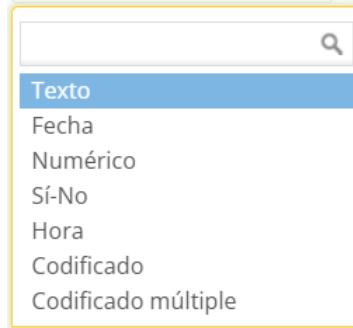 Texto
Fecha
Numérico
Sí-No
Hora
Codificado
Codificado múltiple